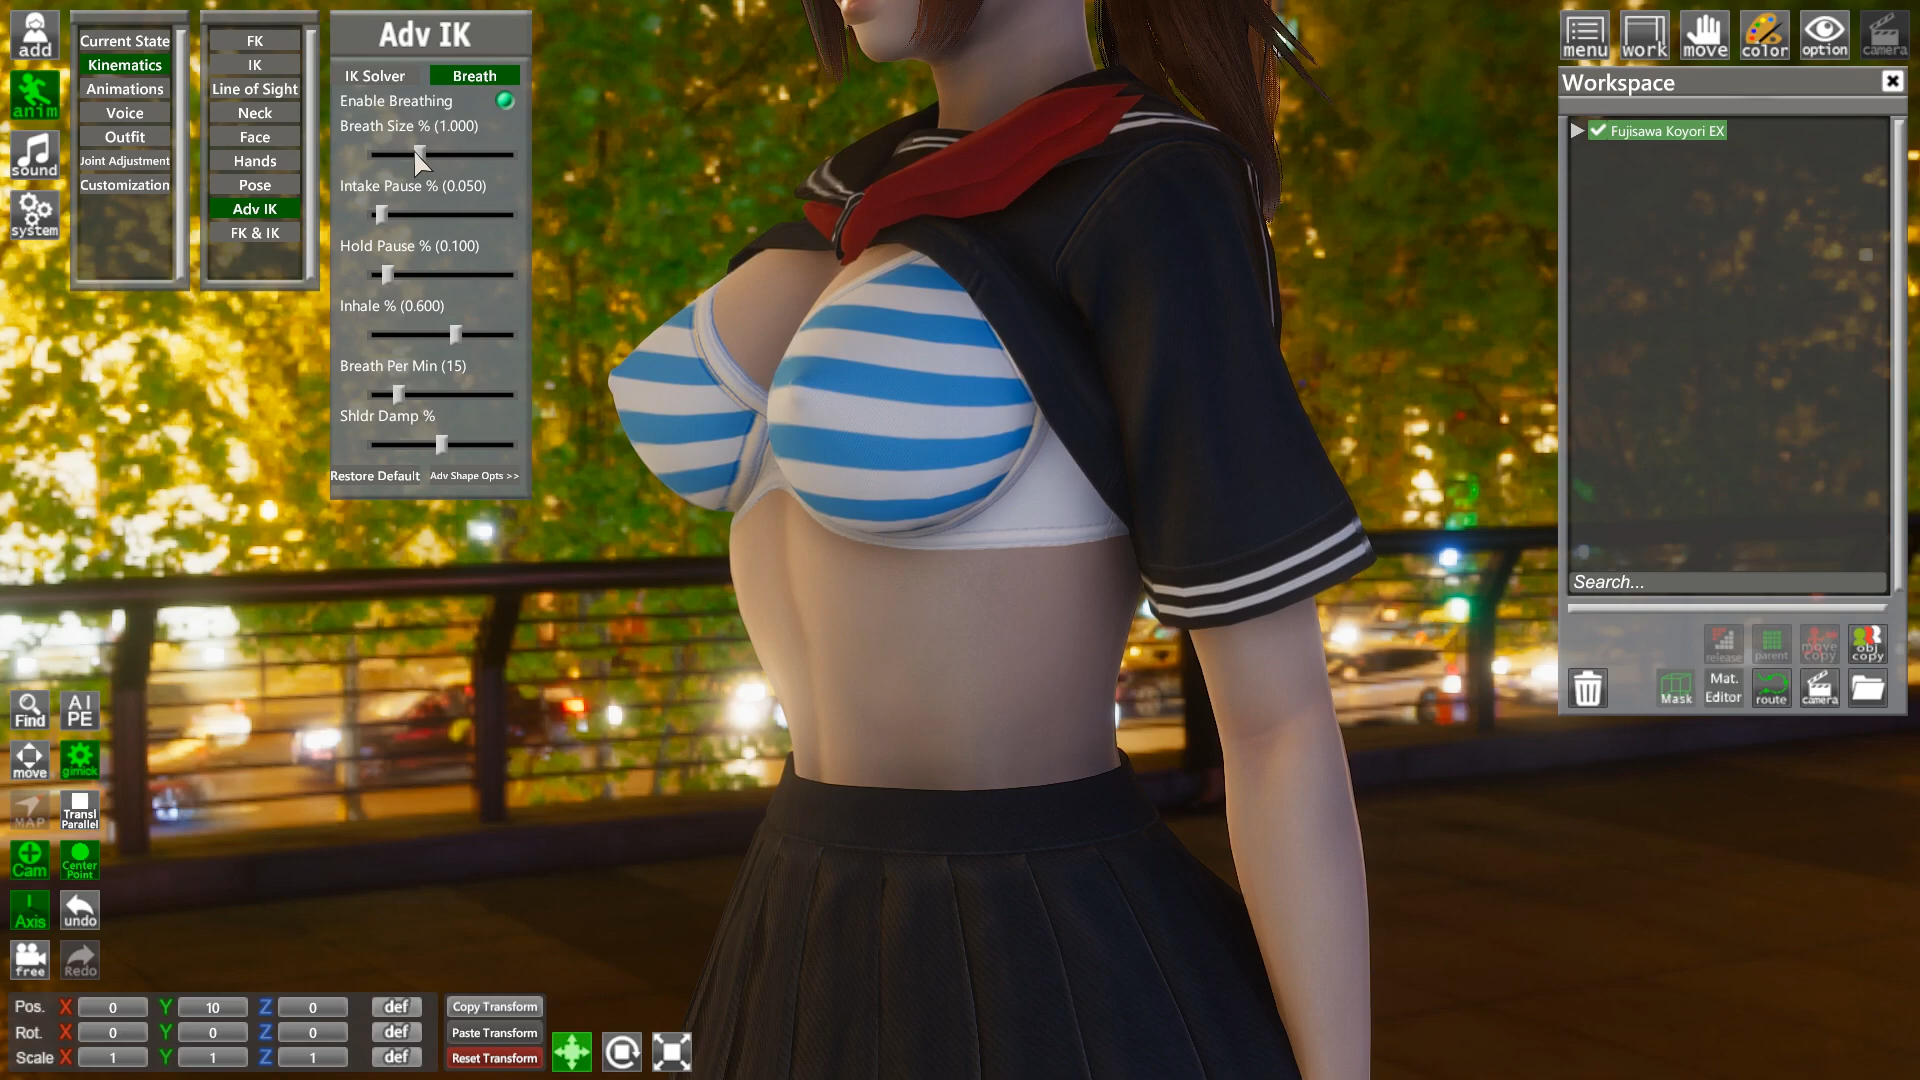 add
anim
sound
system
Current State
Kinematics
Animations
Voice
Outfit
Joint Adjustment
Customization
FK
IK
Line of Sight
Neck
Face
Hands
Pose
Adv IK
FK & IK
Adv IK
IK Solver
Breath
Enable Breathing
Breath Size % (1.000)
Intake Pause % (0.050)
Hold Pause % (0.100)
Inhale % (0.600)
Breath Per Min (15)
Shldr Damp %
Restore Default
Adv Shape Opts >>
menu
work
move
color
option
camera
Workspace
Fujisawa Koyori EX
Search...
release
parent
move copy
obj copy
Mask
Mat. Editor
route
camera
Find
AI PE
move
gimick
MAP
Transl Parallel
Cam
Center Point
Axis
undo
free
Redo
Pos. X 0 Y 10 Z 0 def
Rot. X 0 Y 0 Z 0 def
Scale X 1 Y 1 Z 1 def
Copy Transform
Paste Transform
Reset Transform